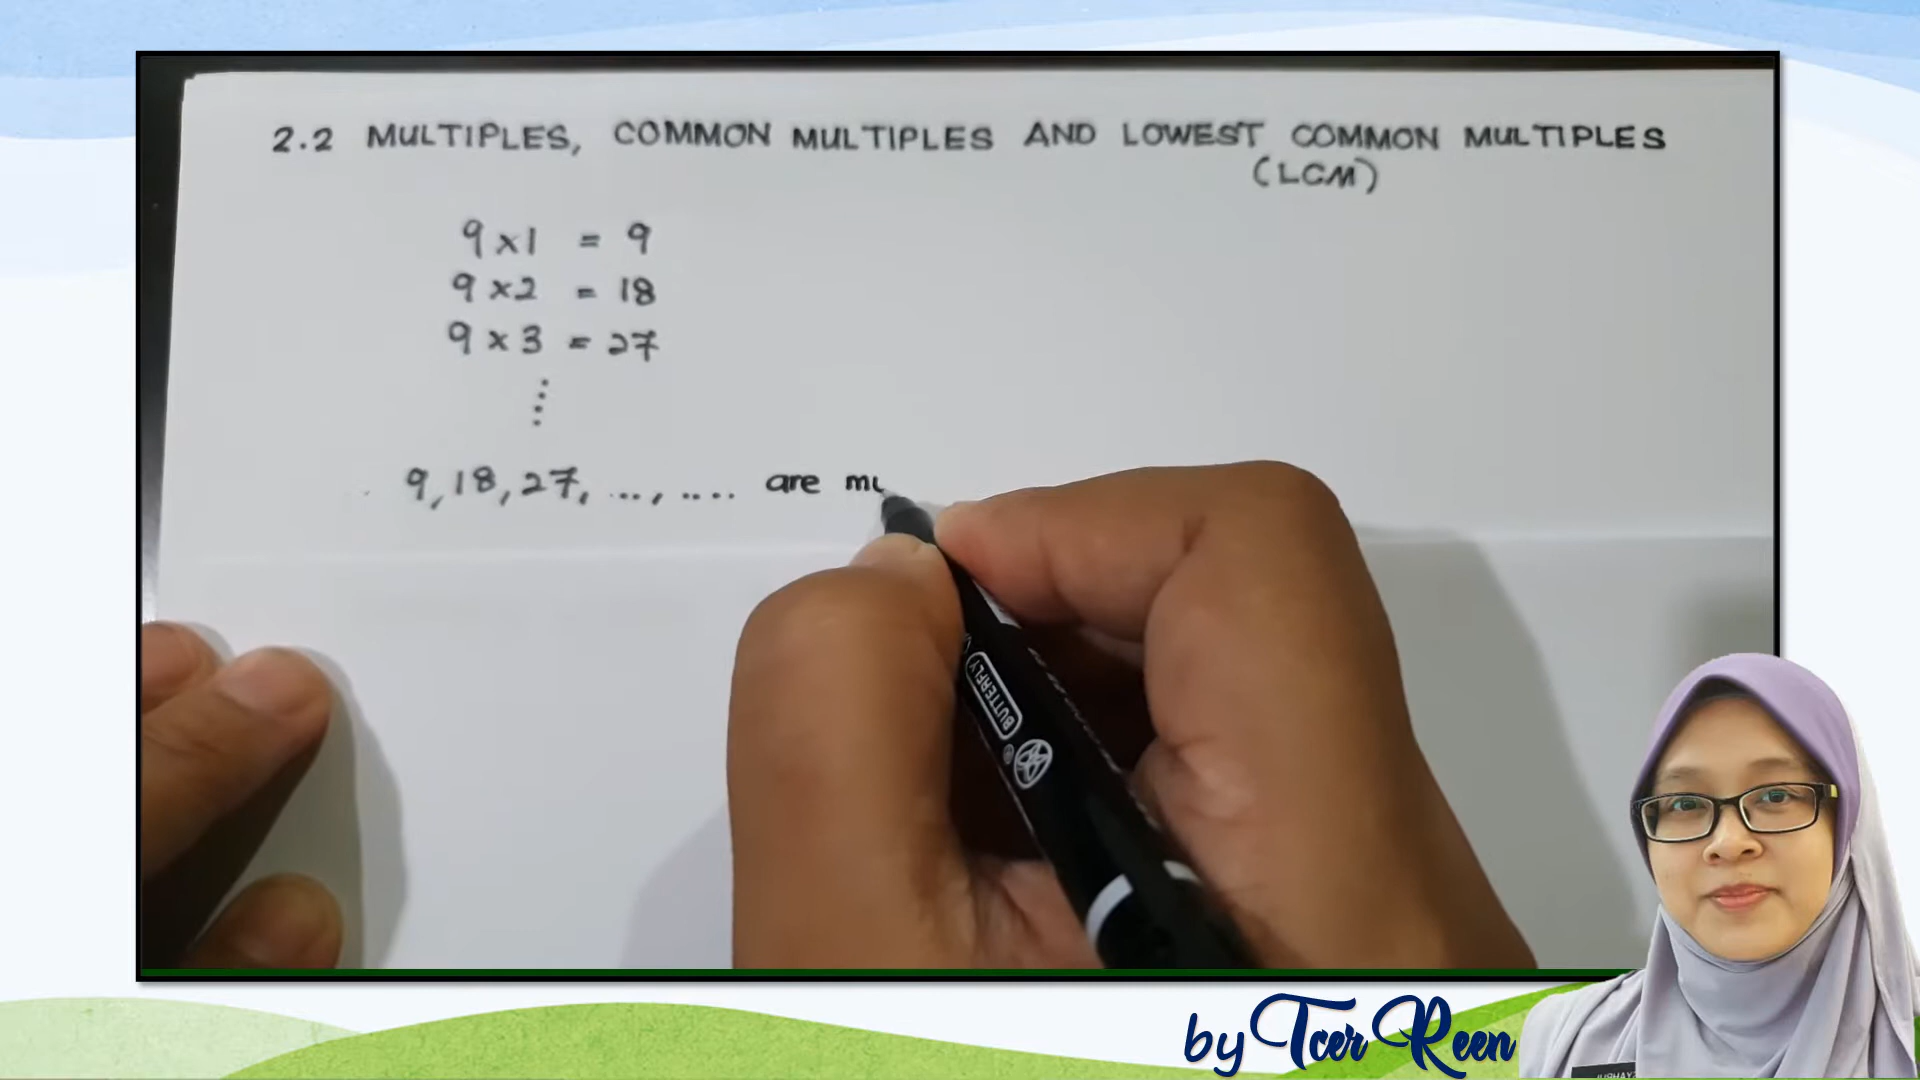 2.2 MULTIPLES, COMMON MULTIPLES AND LOWEST COMMON MULTIPLES
(LCM)
9 x 1 = 9
9 x 2 = 18
9 x 3 = 27
9, 18, 27, ..., .... are mu
BUTTERFLY
by Tcer Reen